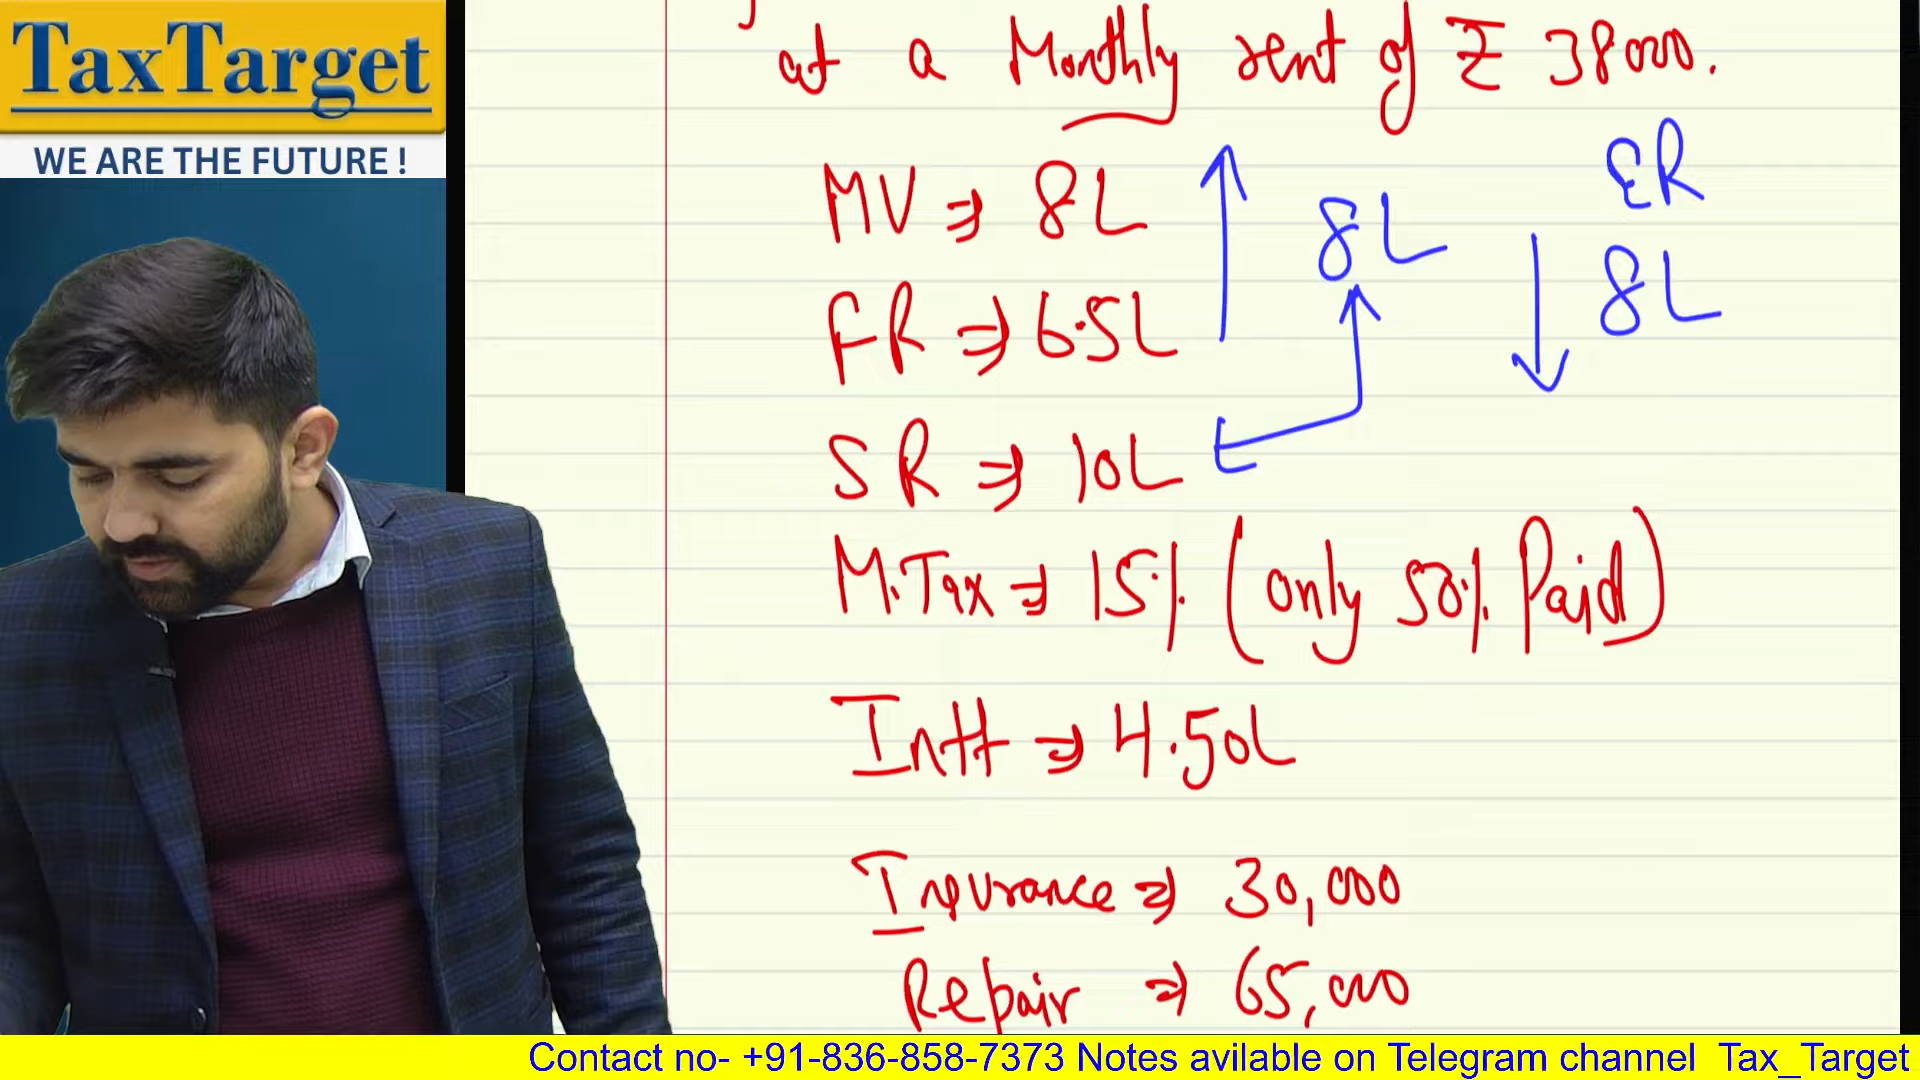 TaxTarget
WE ARE THE FUTURE !
at a Monthly rent of ₹ 38000.
MV ⇒ 8L
8L
ER
8L
FR ⇒ 6.5L
SR ⇒ 10L
M.Tax ⇒ 15% (only 50% Paid)
Intt ⇒ 4.50L
Insurance ⇒ 30,000
Repair ⇒ 65,000
Contact no- +91-836-858-7373 Notes avilable on Telegram channel Tax_Target